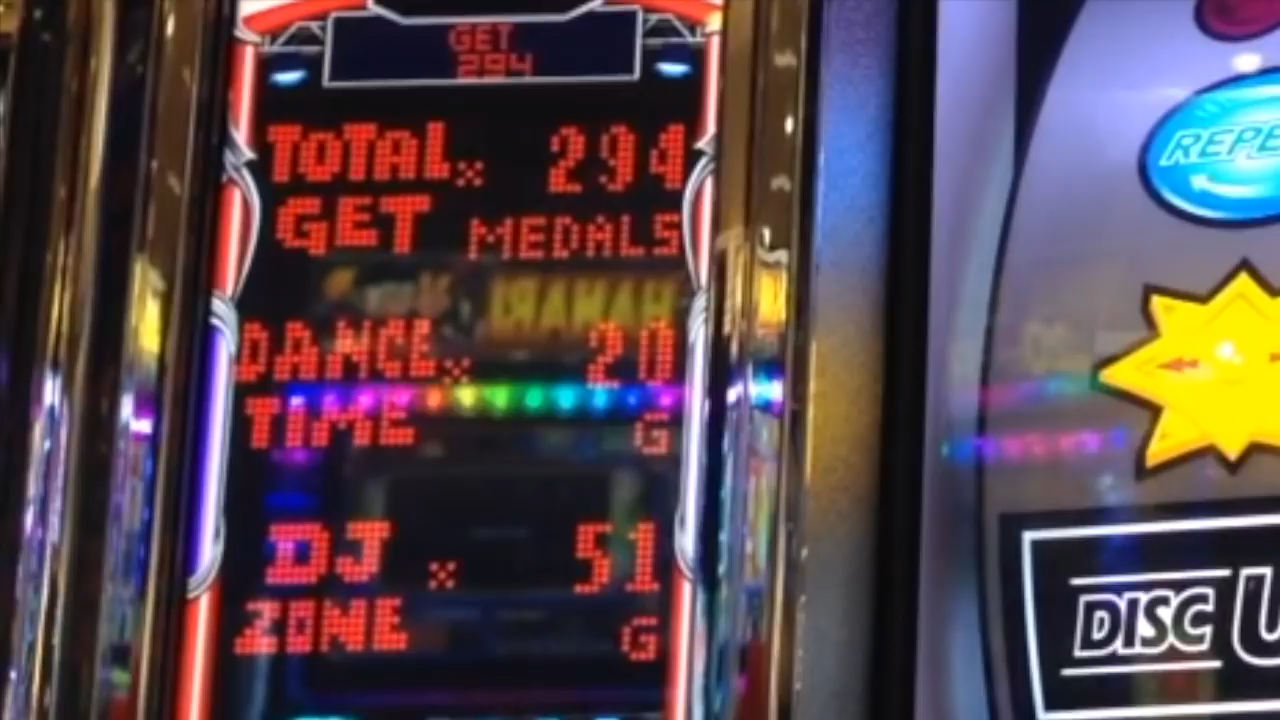 GET
294
TOTAL x 294
GET MEDALS
DANCE x 20
TIME G
DJ x 51
ZONE G
REPE
DISC U